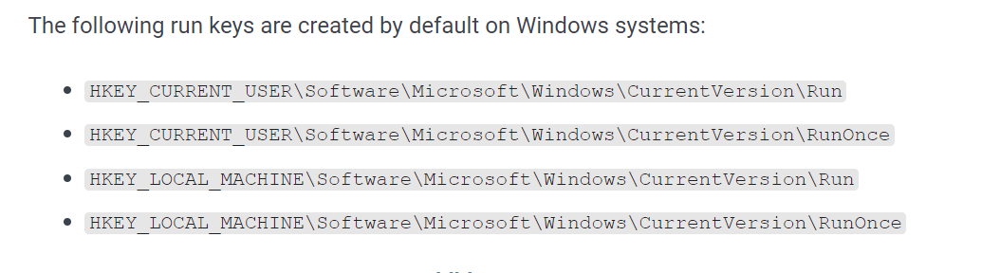 The following run keys are created by default on Windows systems:
HKEY_CURRENT_USER\Software\Microsoft\Windows\CurrentVersion\Run
HKEY_CURRENT_USER\Software\Microsoft\Windows\CurrentVersion\RunOnce
HKEY_LOCAL_MACHINE\Software\Microsoft\Windows\CurrentVersion\Run
HKEY_LOCAL_MACHINE\Software\Microsoft\Windows\CurrentVersion\RunOnce